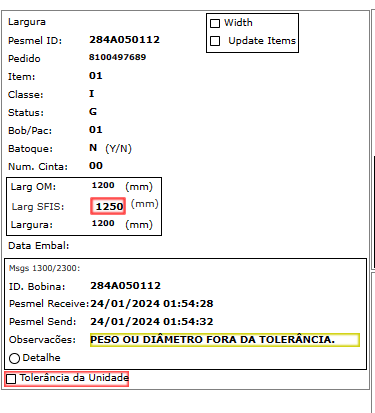 Largura
Width
Pesmel ID: 284A050112
Update Items
Pedido 8100497689
Item: 01
Classe: I
Status: G
Bob/Pac: 01
Batoque: N (Y/N)
Num. Cinta: 00
Larg OM: 1200 (mm)
Larg SFIS: 1250 (mm)
Largura: 1200 (mm)
Data Embal:
Msgs 1300/2300:
ID. Bobina: 284A050112
Pesmel Receive:24/01/2024 01:54:28
Pesmel Send: 24/01/2024 01:54:32
Observacões: PESO OU DIÂMETRO FORA DA TOLERÂNCIA.
Detalhe
Tolerância da Unidade